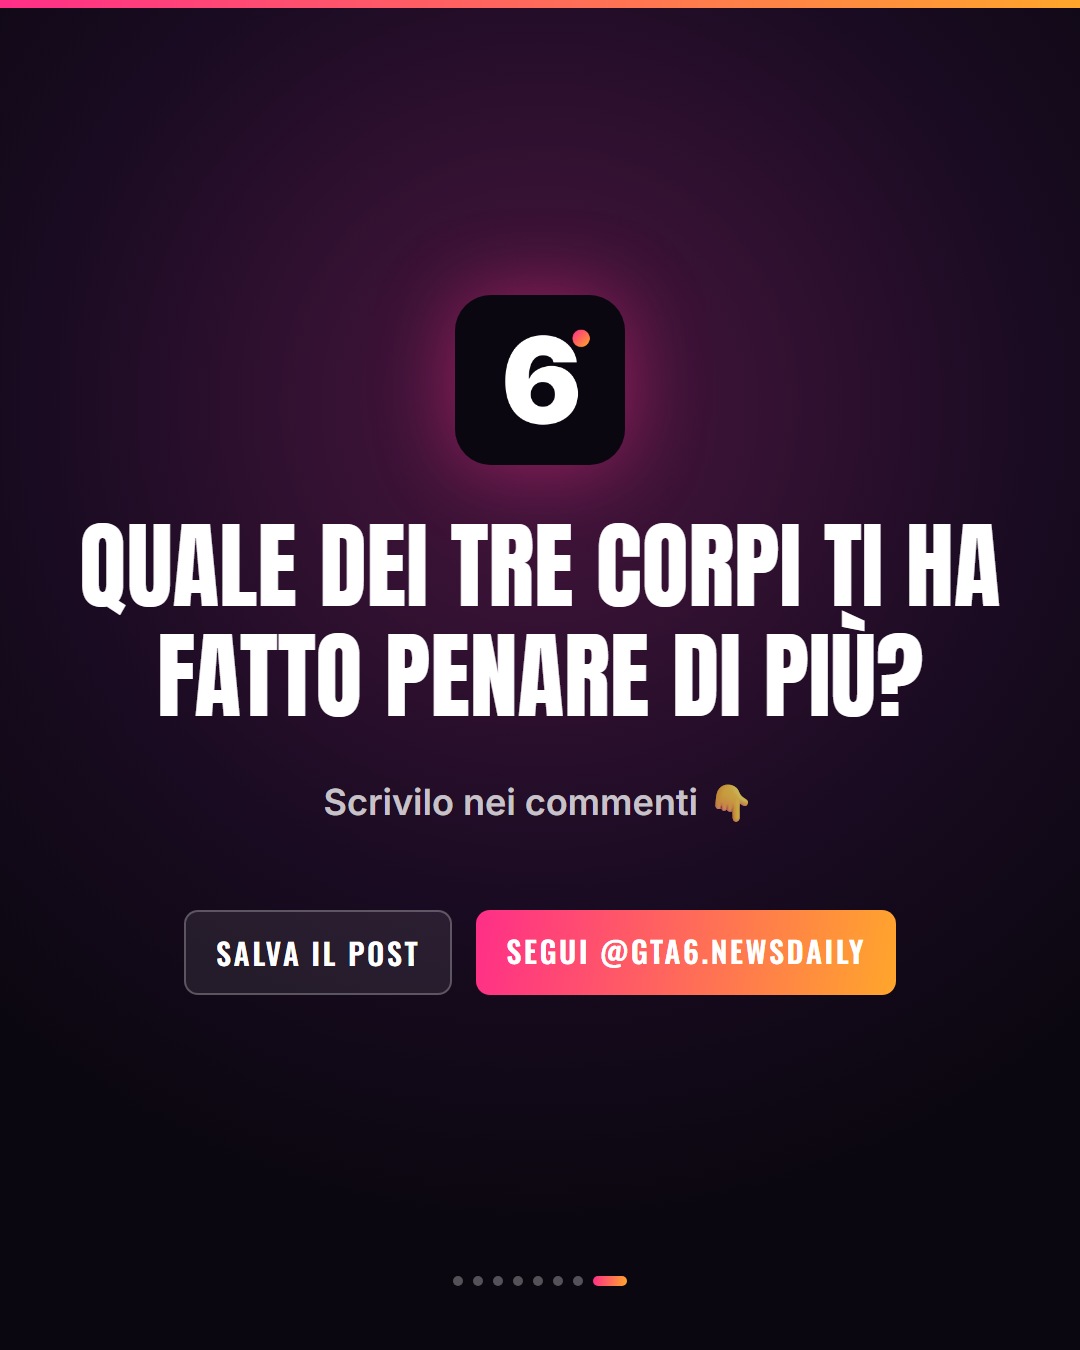 6
QUALE DEI TRE CORPI TI HA
FATTO PENARE DI PIÙ?
Scrivilo nei commenti 👇
SALVA IL POST
SEGUI @GTA6.NEWSDAILY